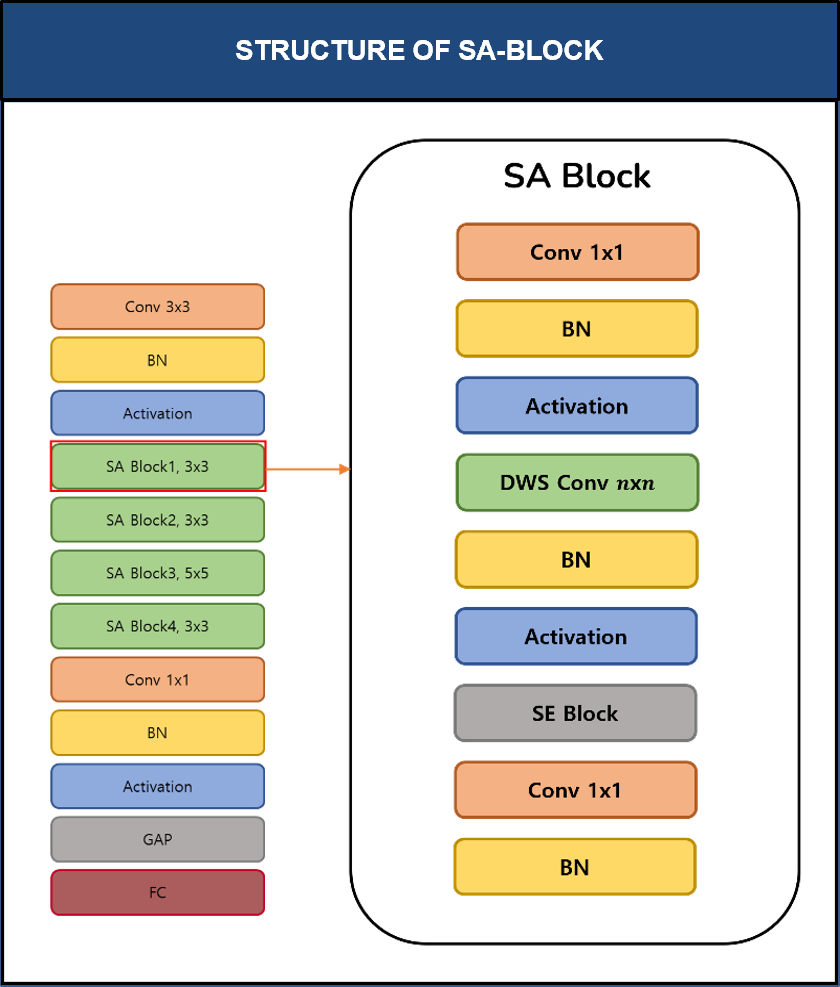 STRUCTURE OF SA-BLOCK
Conv 3x3
BN
Activation
SA Block1, 3x3
SA Block2, 3x3
SA Block3, 5x5
SA Block4, 3x3
Conv 1x1
BN
Activation
GAP
FC
SA Block
Conv 1x1
BN
Activation
DWS Conv nxn
BN
Activation
SE Block
Conv 1x1
BN